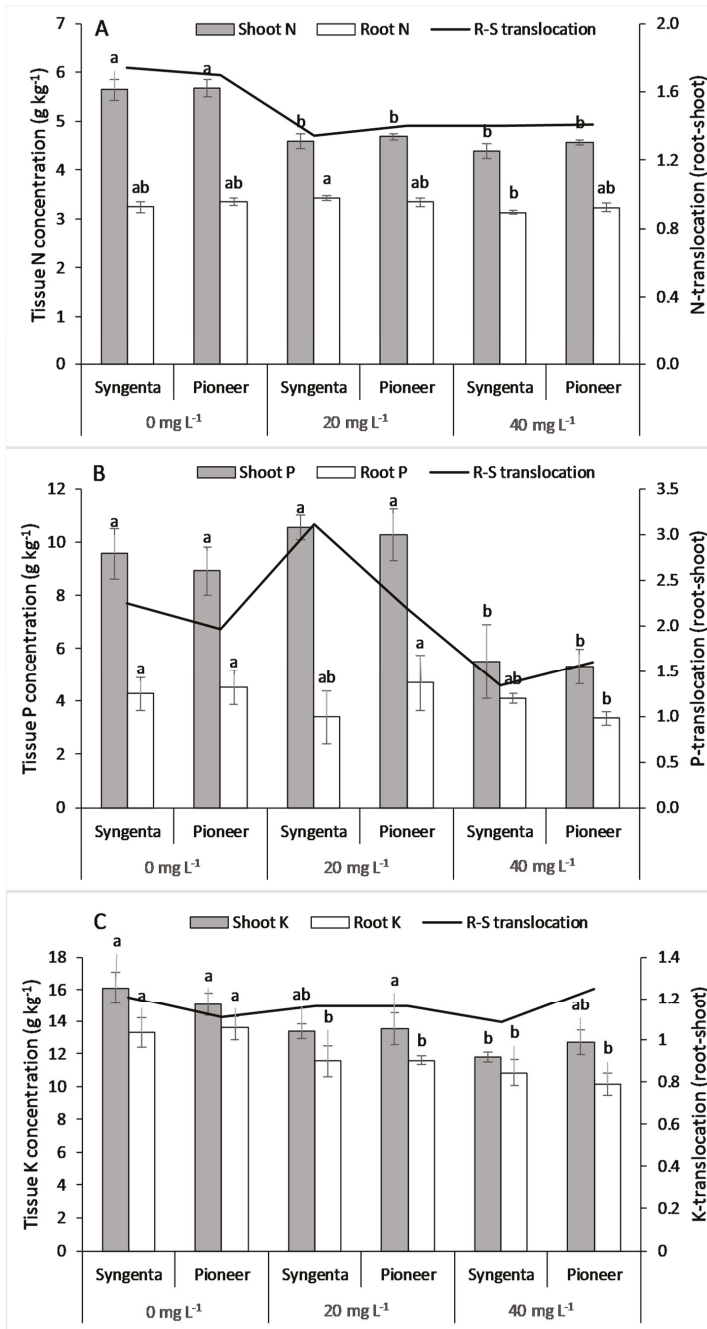 A
Shoot N Root N R-S translocation
Tissue N concentration (g kg⁻¹)
7
6
5
4
3
2
1
0
a a b b b b
ab ab a ab b ab
2.0
1.6
1.2
0.8
0.4
0.0
N-translocation (root-shoot)
Syngenta Pioneer Syngenta Pioneer Syngenta Pioneer
0 mg L⁻¹ 20 mg L⁻¹ 40 mg L⁻¹
B
Shoot P Root P R-S translocation
Tissue P concentration (g kg⁻¹)
12
10
8
6
4
2
0
a a a a b b
a a ab a ab b
3.5
3.0
2.5
2.0
1.5
1.0
0.5
0.0
P-translocation (root-shoot)
Syngenta Pioneer Syngenta Pioneer Syngenta Pioneer
0 mg L⁻¹ 20 mg L⁻¹ 40 mg L⁻¹
C
Shoot K Root K R-S translocation
Tissue K concentration (g kg⁻¹)
18
16
14
12
10
8
6
4
2
0
a a ab a b ab
a a b b b b
1.4
1.2
1
0.8
0.6
0.4
0.2
0
K-translocation (root-shoot)
Syngenta Pioneer Syngenta Pioneer Syngenta Pioneer
0 mg L⁻¹ 20 mg L⁻¹ 40 mg L⁻¹